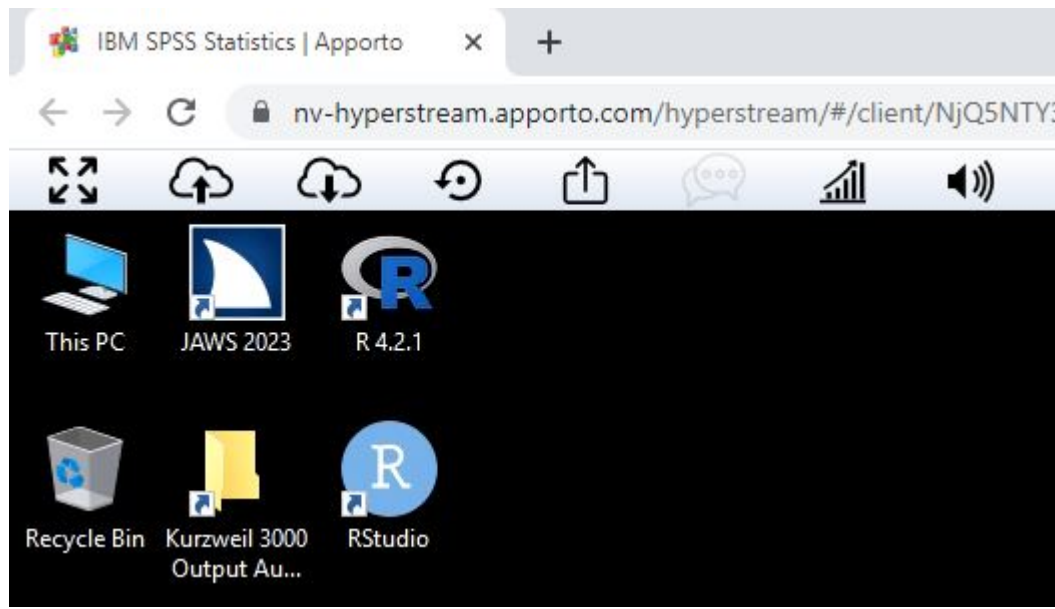 IBM SPSS Statistics | Apporto
nv-hyperstream.apporto.com/hyperstream/#/client/NjQ5NTY
This PC
JAWS 2023
R 4.2.1
R
R
Recycle Bin
Kurzweil 3000
Output Au...
RStudio